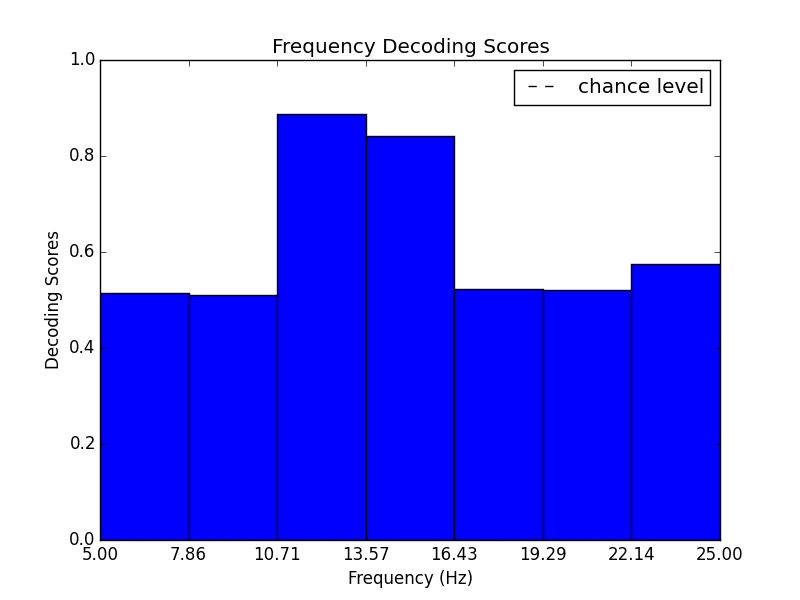 Frequency Decoding Scores
chance level
1.0
0.8
0.6
0.4
0.2
0.0
Decoding Scores
5.00 7.86 10.71 13.57 16.43 19.29 22.14 25.00
Frequency (Hz)